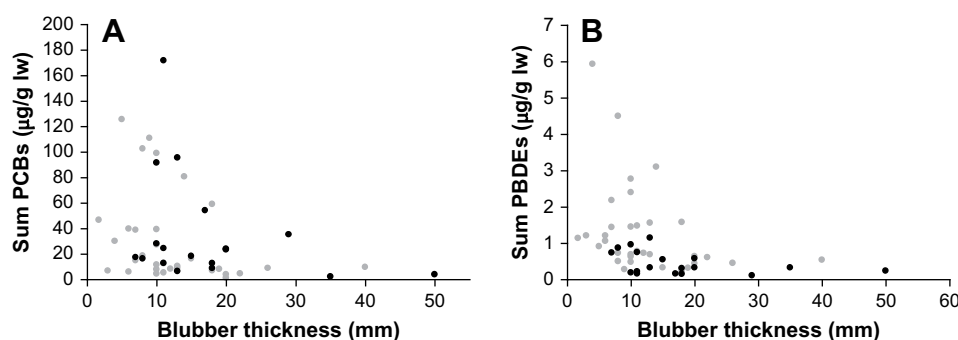 A
Sum PCBs (µg/g lw)
200
180
160
140
120
100
80
60
40
20
0
0 10 20 30 40 50
Blubber thickness (mm)
B
Sum PBDEs (µg/g lw)
7
6
5
4
3
2
1
0
0 10 20 30 40 50 60
Blubber thickness (mm)